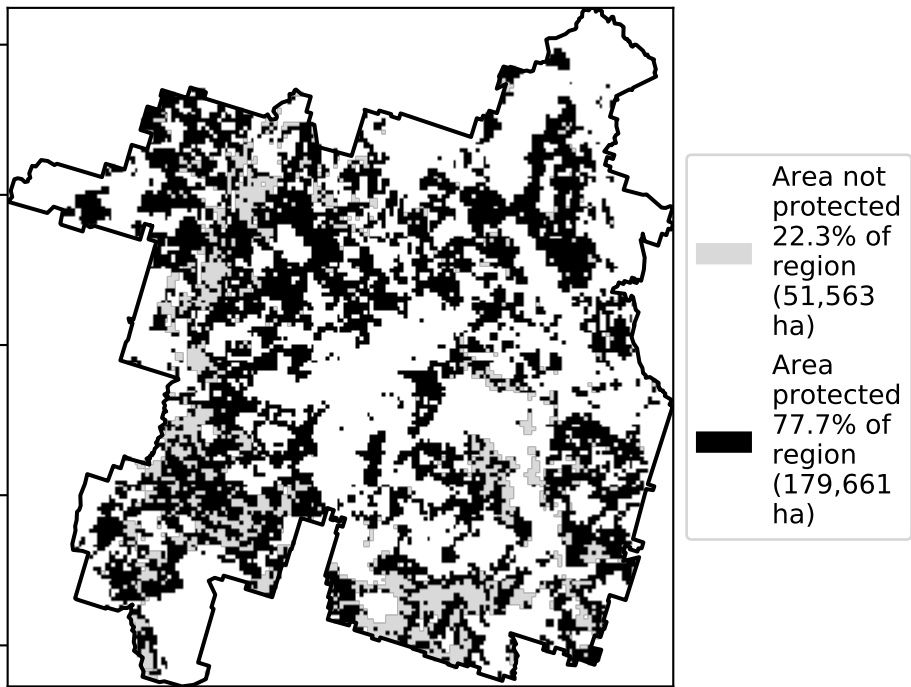 Area not
protected
22.3% of
region
(51,563
ha)
Area
protected
77.7% of
region
(179,661
ha)